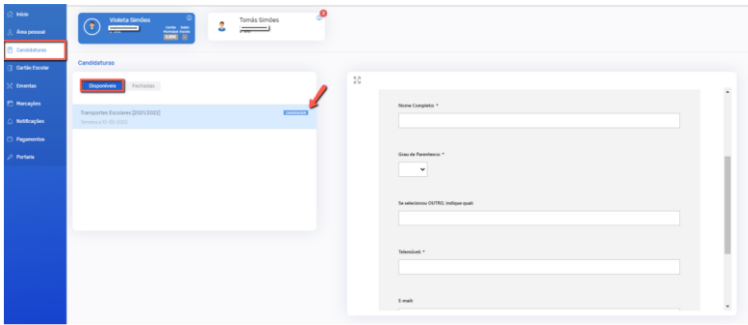 Início
Área pessoal
Candidaturas
Cartão Escolar
Ementas
Marcações
Notificações
Pagamentos
Portaria
Violeta Simões
Tomás Simões
Candidaturas
Disponíveis
Fechadas
Transportes Escolares [2021/2022]
Nome Completo: *
Grau de Parentesco: *
Se selecionou OUTRO, indique qual:
Telemóvel: *
E-mail: